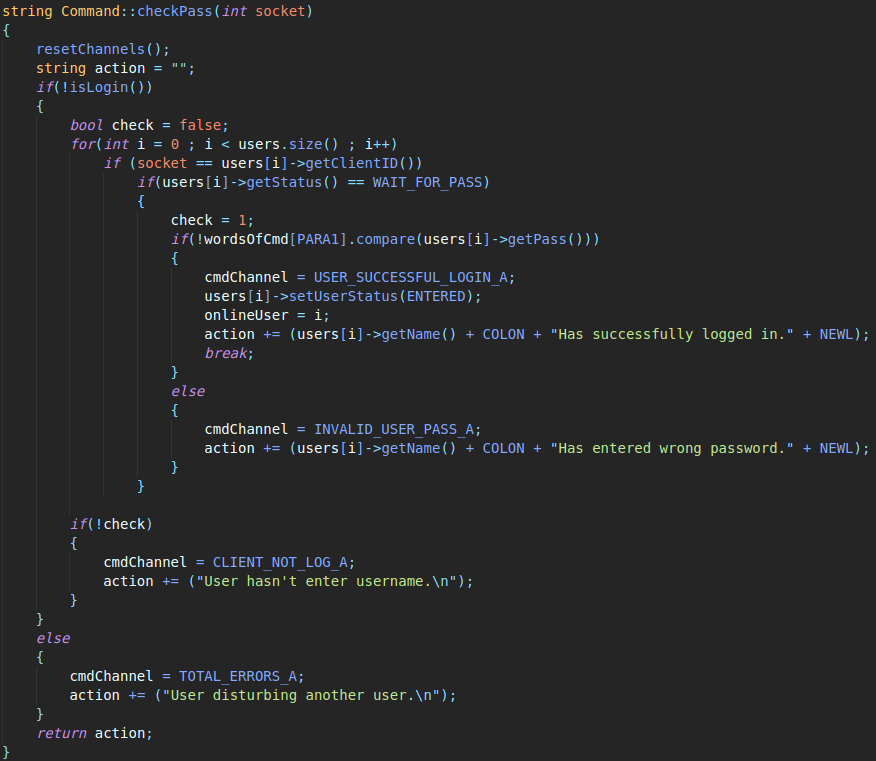 string Command::checkPass(int socket)
{
    resetChannels();
    string action = "";
    if(!isLogin())
    {
        bool check = false;
        for(int i = 0 ; i < users.size() ; i++)
            if (socket == users[i]->getClientID())
                if(users[i]->getStatus() == WAIT_FOR_PASS)
                {
                    check = 1;
                    if(!wordsOfCmd[PARA1].compare(users[i]->getPass()))
                    {
                        cmdChannel = USER_SUCCESSFUL_LOGIN_A;
                        users[i]->setUserStatus(ENTERED);
                        onlineUser = i;
                        action += (users[i]->getName() + COLON + "Has successfully logged in." + NEWL);
                        break;
                    }
                    else
                    {
                        cmdChannel = INVALID_USER_PASS_A;
                        action += (users[i]->getName() + COLON + "Has entered wrong password." + NEWL);
                    }
                }

        if(!check)
        {
            cmdChannel = CLIENT_NOT_LOG_A;
            action += ("User hasn't enter username.\n");
        }
    }
    else
    {
        cmdChannel = TOTAL_ERRORS_A;
        action += ("User disturbing another user.\n");
    }
    return action;
}